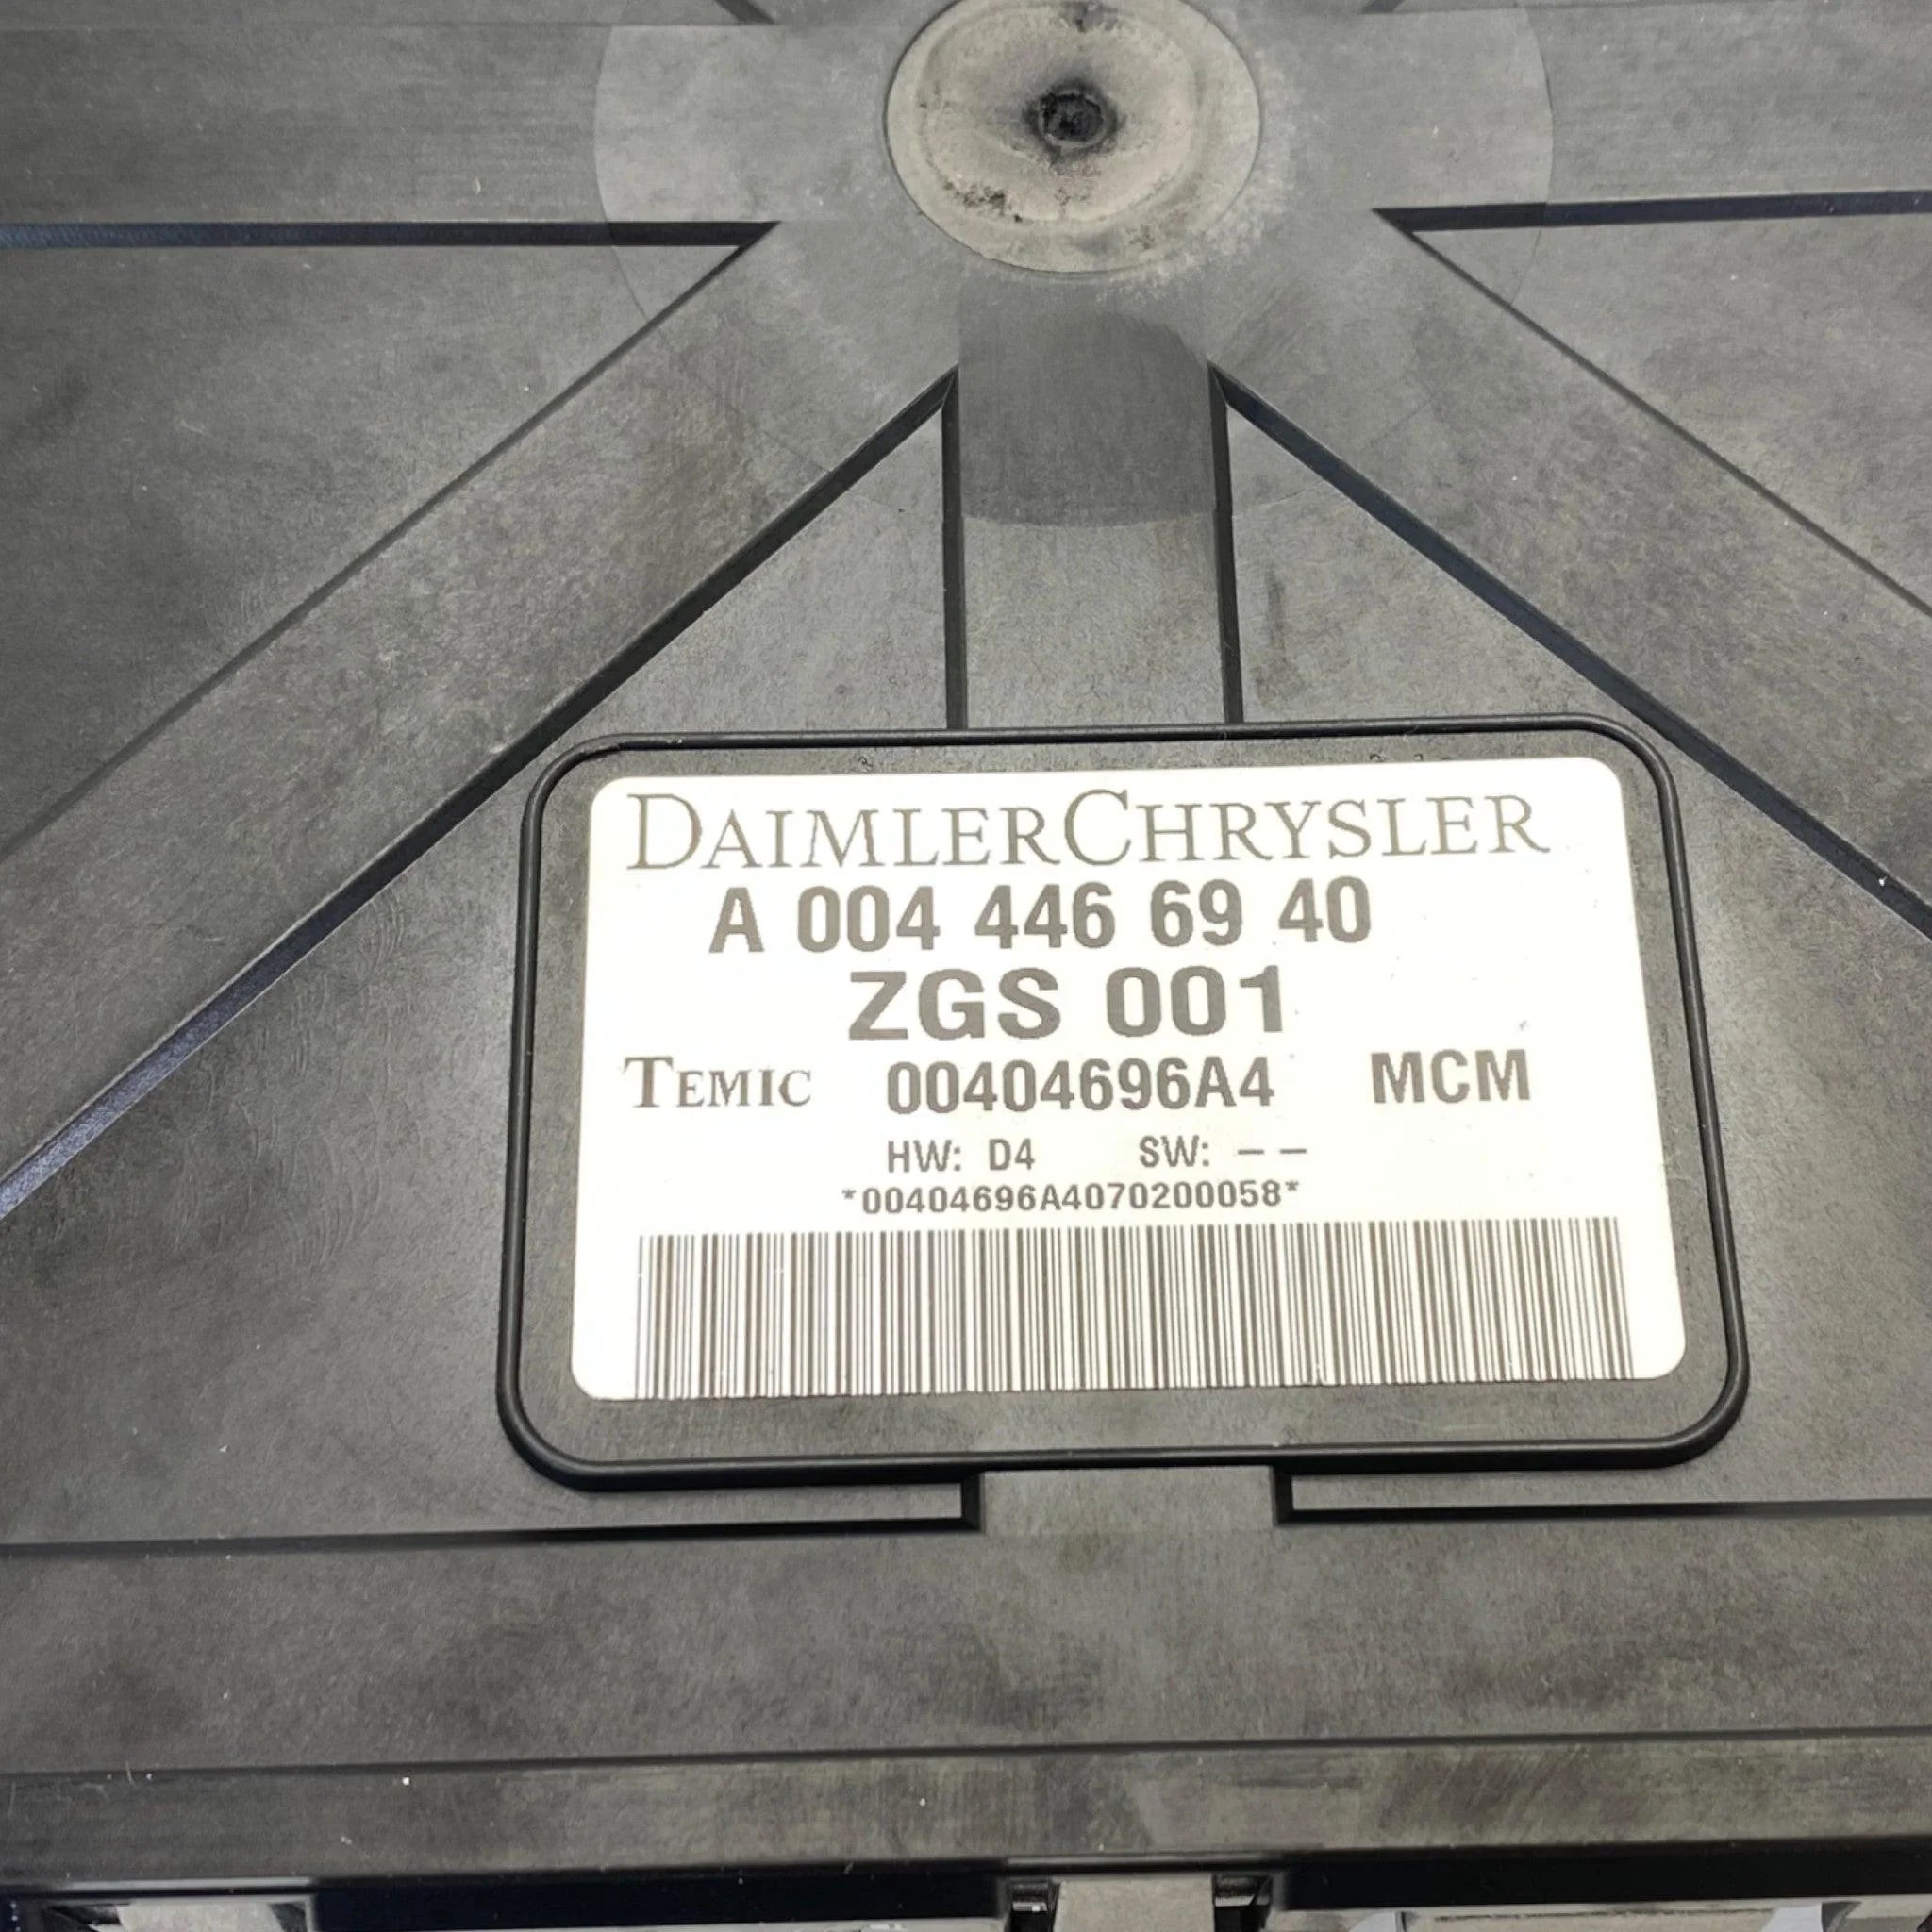 DAIMLERCHRYSLER
A 004 446 69 40
ZGS 001
TEMIC 00404696A4 MCM
HW: D4 SW: – –
*00404696A4070200058*